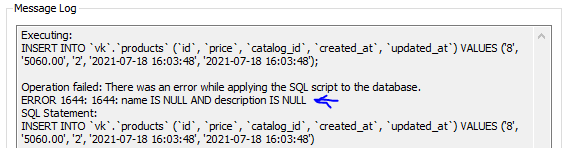 Message Log
Executing:
INSERT INTO `vk`.`products` (`id`, `price`, `catalog_id`, `created_at`, `updated_at`) VALUES ('8',
'5060.00', '2', '2021-07-18 16:03:48', '2021-07-18 16:03:48');
Operation failed: There was an error while applying the SQL script to the database.
ERROR 1644: 1644: name IS NULL AND description IS NULL
SQL Statement:
INSERT INTO `vk`.`products` (`id`, `price`, `catalog_id`, `created_at`, `updated_at`) VALUES ('8',
'5060.00', '2', '2021-07-18 16:03:48', '2021-07-18 16:03:48')